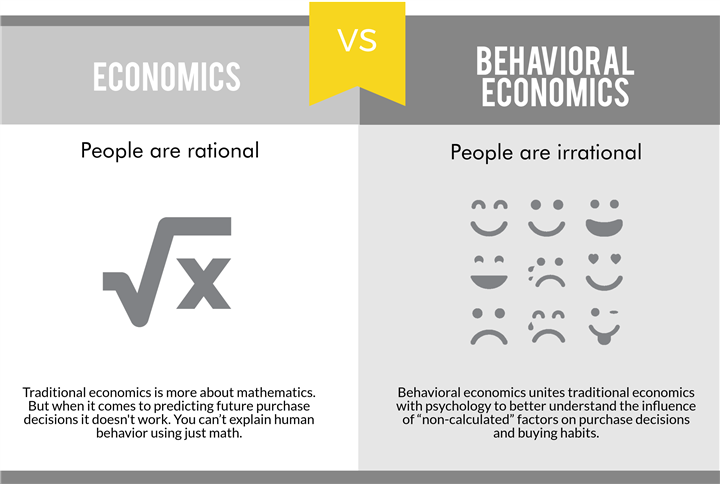 VS
ECONOMICS
BEHAVIORAL
ECONOMICS
People are rational
People are irrational
√x
Traditional economics is more about mathematics.
But when it comes to predicting future purchase
decisions it doesn't work. You can't explain human
behavior using just math.
Behavioral economics unites traditional economics
with psychology to better understand the influence
of “non-calculated” factors on purchase decisions
and buying habits.